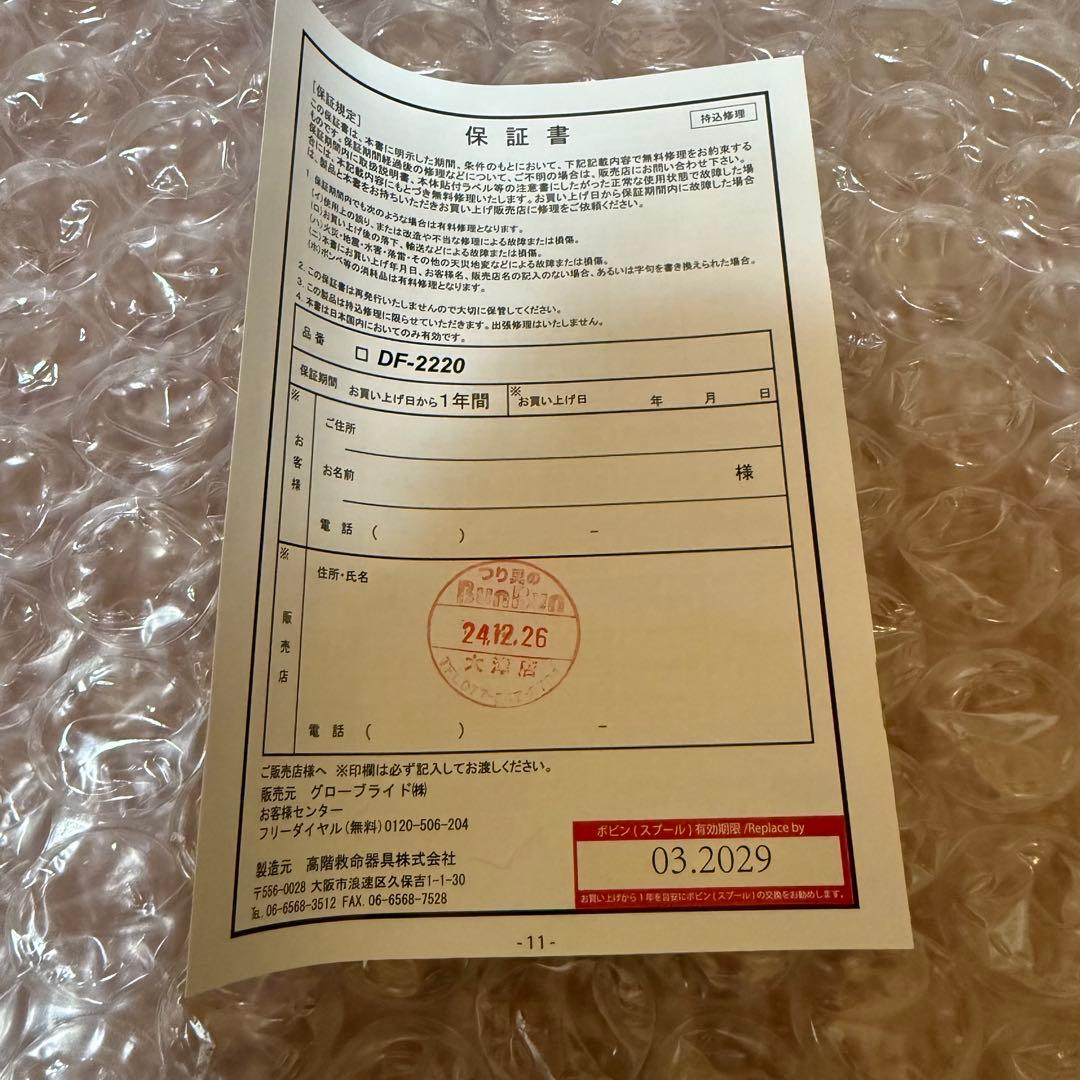 保証書
持込修理
[保証規定]
この保証書は、本書に明示した期間、条件のもとにおいて、下記記載内容で無料修理をお約束する
ものです。保証期間経過後の修理などについて、ご不明の場合は、販売店にお問い合わせ下さい。
保証期間内に取扱説明書、本体貼付ラベル等の注意書にしたがった正常な使用状態で故障した場
合には、本記載内容にもとづき無料修理いたします。お買い上げ日から保証期間内に故障した場合
は、製品と本書をお持ちいただきお買い上げ販売店に修理をご依頼ください。
1. 保証期間内でも次のような場合は有料修理となります。
(イ)使用上の誤り、または改造や不当な修理による故障または損傷。
(ロ)お買い上げ後の落下、輸送などによる故障または損傷。
(ハ)火災・地震・水害・落雷・その他の天災地変などによる故障または損傷。
(ニ)本書にお買い上げ年月日、お客様名、販売店名の記入のない場合、あるいは字句を書き換えられた場合。
(ホ)ボンベ等の消耗品は有料修理となります。
2. この保証書は再発行いたしませんので大切に保管してください。
3. この製品は持込修理に限らせていただきます。出張修理はいたしません。
4. 本書は日本国内においてのみ有効です。
品番 □ DF-2220
保証期間 お買い上げ日から1年間 ※お買い上げ日 年 月 日
※お客様
ご住所
お名前 様
電話 ( ) −
※販売店
住所・氏名
つり具の
BunBun
24.12.26
大津店
電話 ( ) −
ご販売店様へ ※印欄は必ず記入してお渡しください。
販売元 グローブライド㈱
お客様センター
フリーダイヤル(無料)0120-506-204
製造元 高階救命器具株式会社
〒556-0028 大阪市浪速区久保吉1-1-30
℡.06-6568-3512 FAX.06-6568-7528
ボビン(スプール)有効期限/Replace by
03.2029
お買い上げから1年を目安にボビン(スプール)の交換をお勧めします。
-11-